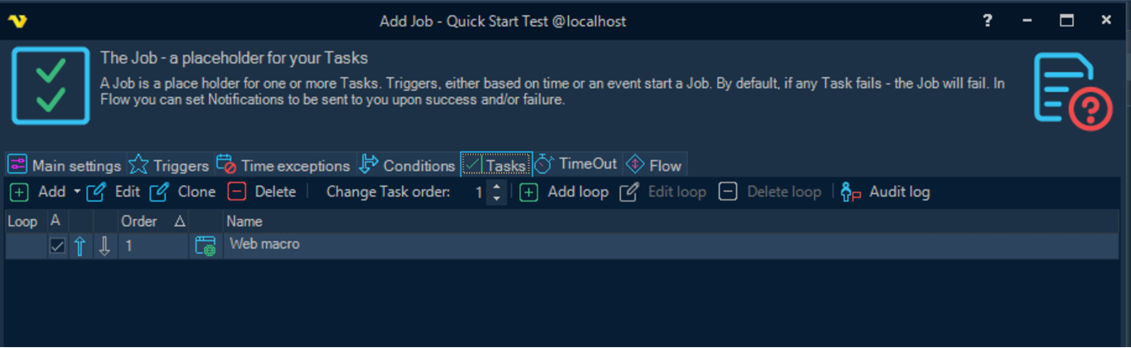 Add Job - Quick Start Test @localhost
The Job - a placeholder for your Tasks
A Job is a place holder for one or more Tasks. Triggers, either based on time or an event start a Job. By default, if any Task fails - the Job will fail. In
Flow you can set Notifications to be sent to you upon success and/or failure.
Main settings Triggers Time exceptions Conditions Tasks TimeOut Flow
Add Edit Clone Delete Change Task order: 1 Add loop Edit loop Delete loop Audit log
Loop A Order Name
1 Web macro